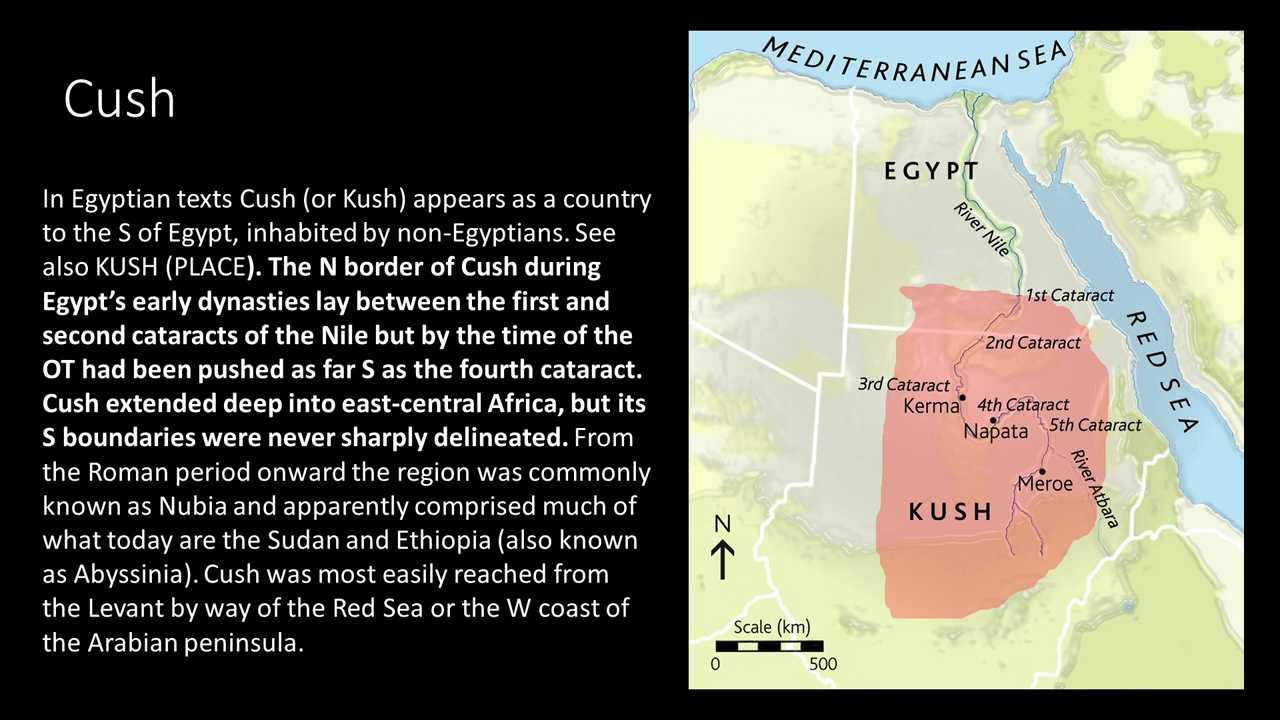 Cush
In Egyptian texts Cush (or Kush) appears as a country
to the S of Egypt, inhabited by non-Egyptians. See
also KUSH (PLACE). The N border of Cush during
Egypt’s early dynasties lay between the first and
second cataracts of the Nile but by the time of the
OT had been pushed as far S as the fourth cataract.
Cush extended deep into east-central Africa, but its
S boundaries were never sharply delineated. From
the Roman period onward the region was commonly
known as Nubia and apparently comprised much of
what today are the Sudan and Ethiopia (also known
as Abyssinia). Cush was most easily reached from
the Levant by way of the Red Sea or the W coast of
the Arabian peninsula.
MEDITERRANEAN SEA
EGYPT
River Nile
1st Cataract
RED SEA
2nd Cataract
3rd Cataract
Kerma
4th Cataract
Napata
5th Cataract
River Atbara
Meroe
KUSH
N
Scale (km)
0 500